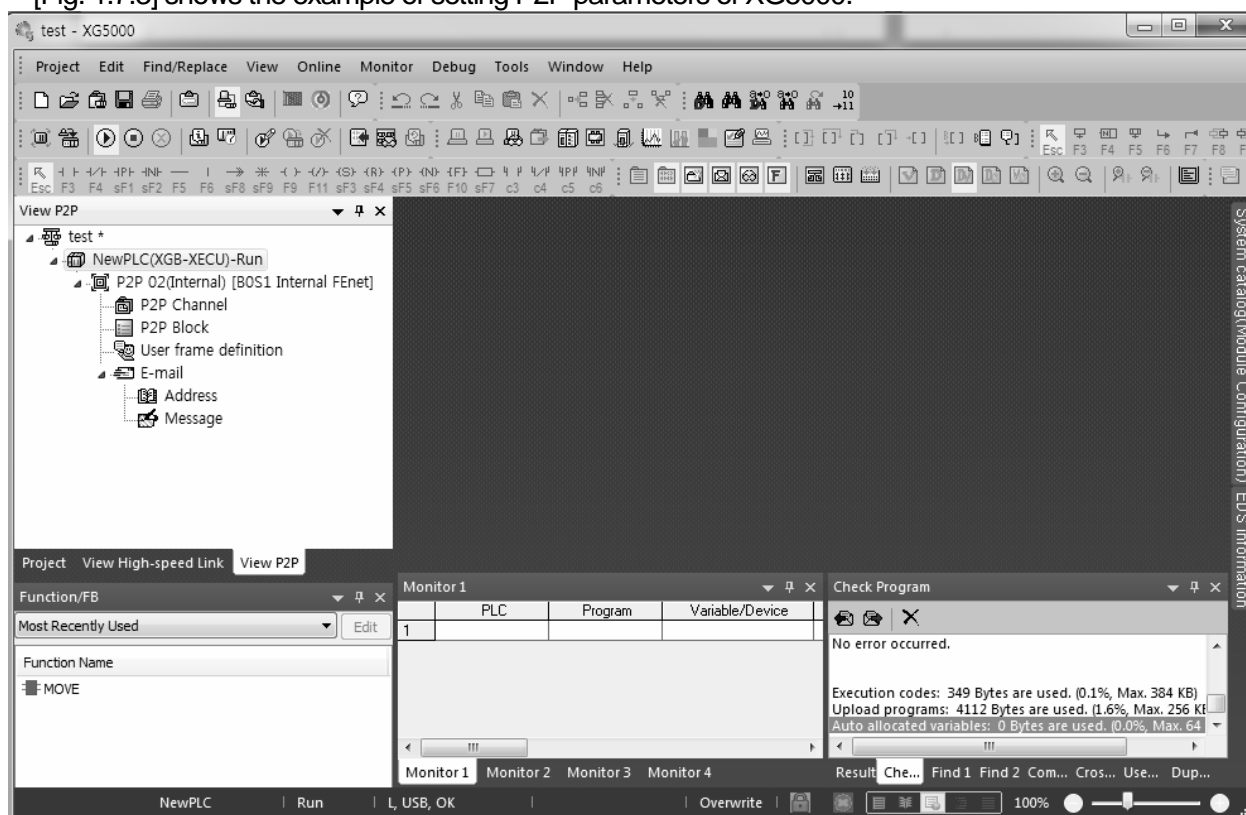 [Fig. 4.7.3] shows the example of setting P2P parameters of XG5000.
test - XG5000
Project Edit Find/Replace View Online Monitor Debug Tools Window Help
Esc F3 F4 F5 F6 F7 F8 F
Esc F3 F4 sF1 sF2 F5 F6 sF8 sF9 F9 F11 sF3 sF4 sF5 sF6 F10 sF7 c3 c4 c5 c6
View P2P
test *
NewPLC(XGB-XECU)-Run
P2P 02(Internal) [B0S1 Internal FEnet]
P2P Channel
P2P Block
User frame definition
E-mail
Address
Message
Project View High-speed Link View P2P
System catalog(Module Configuration) EDS Information
Function/FB
Most Recently Used Edit
Function Name
MOVE
Monitor 1
PLC Program Variable/Device
1
Monitor 1 Monitor 2 Monitor 3 Monitor 4
Check Program
No error occurred.
Execution codes: 349 Bytes are used. (0.1%, Max. 384 KB)
Upload programs: 4112 Bytes are used. (1.6%, Max. 256 KE
Auto allocated variables: 0 Bytes are used. (0.0%, Max. 64
Result Che... Find 1 Find 2 Com... Cros... Use... Dup...
NewPLC Run L, USB, OK Overwrite 100%